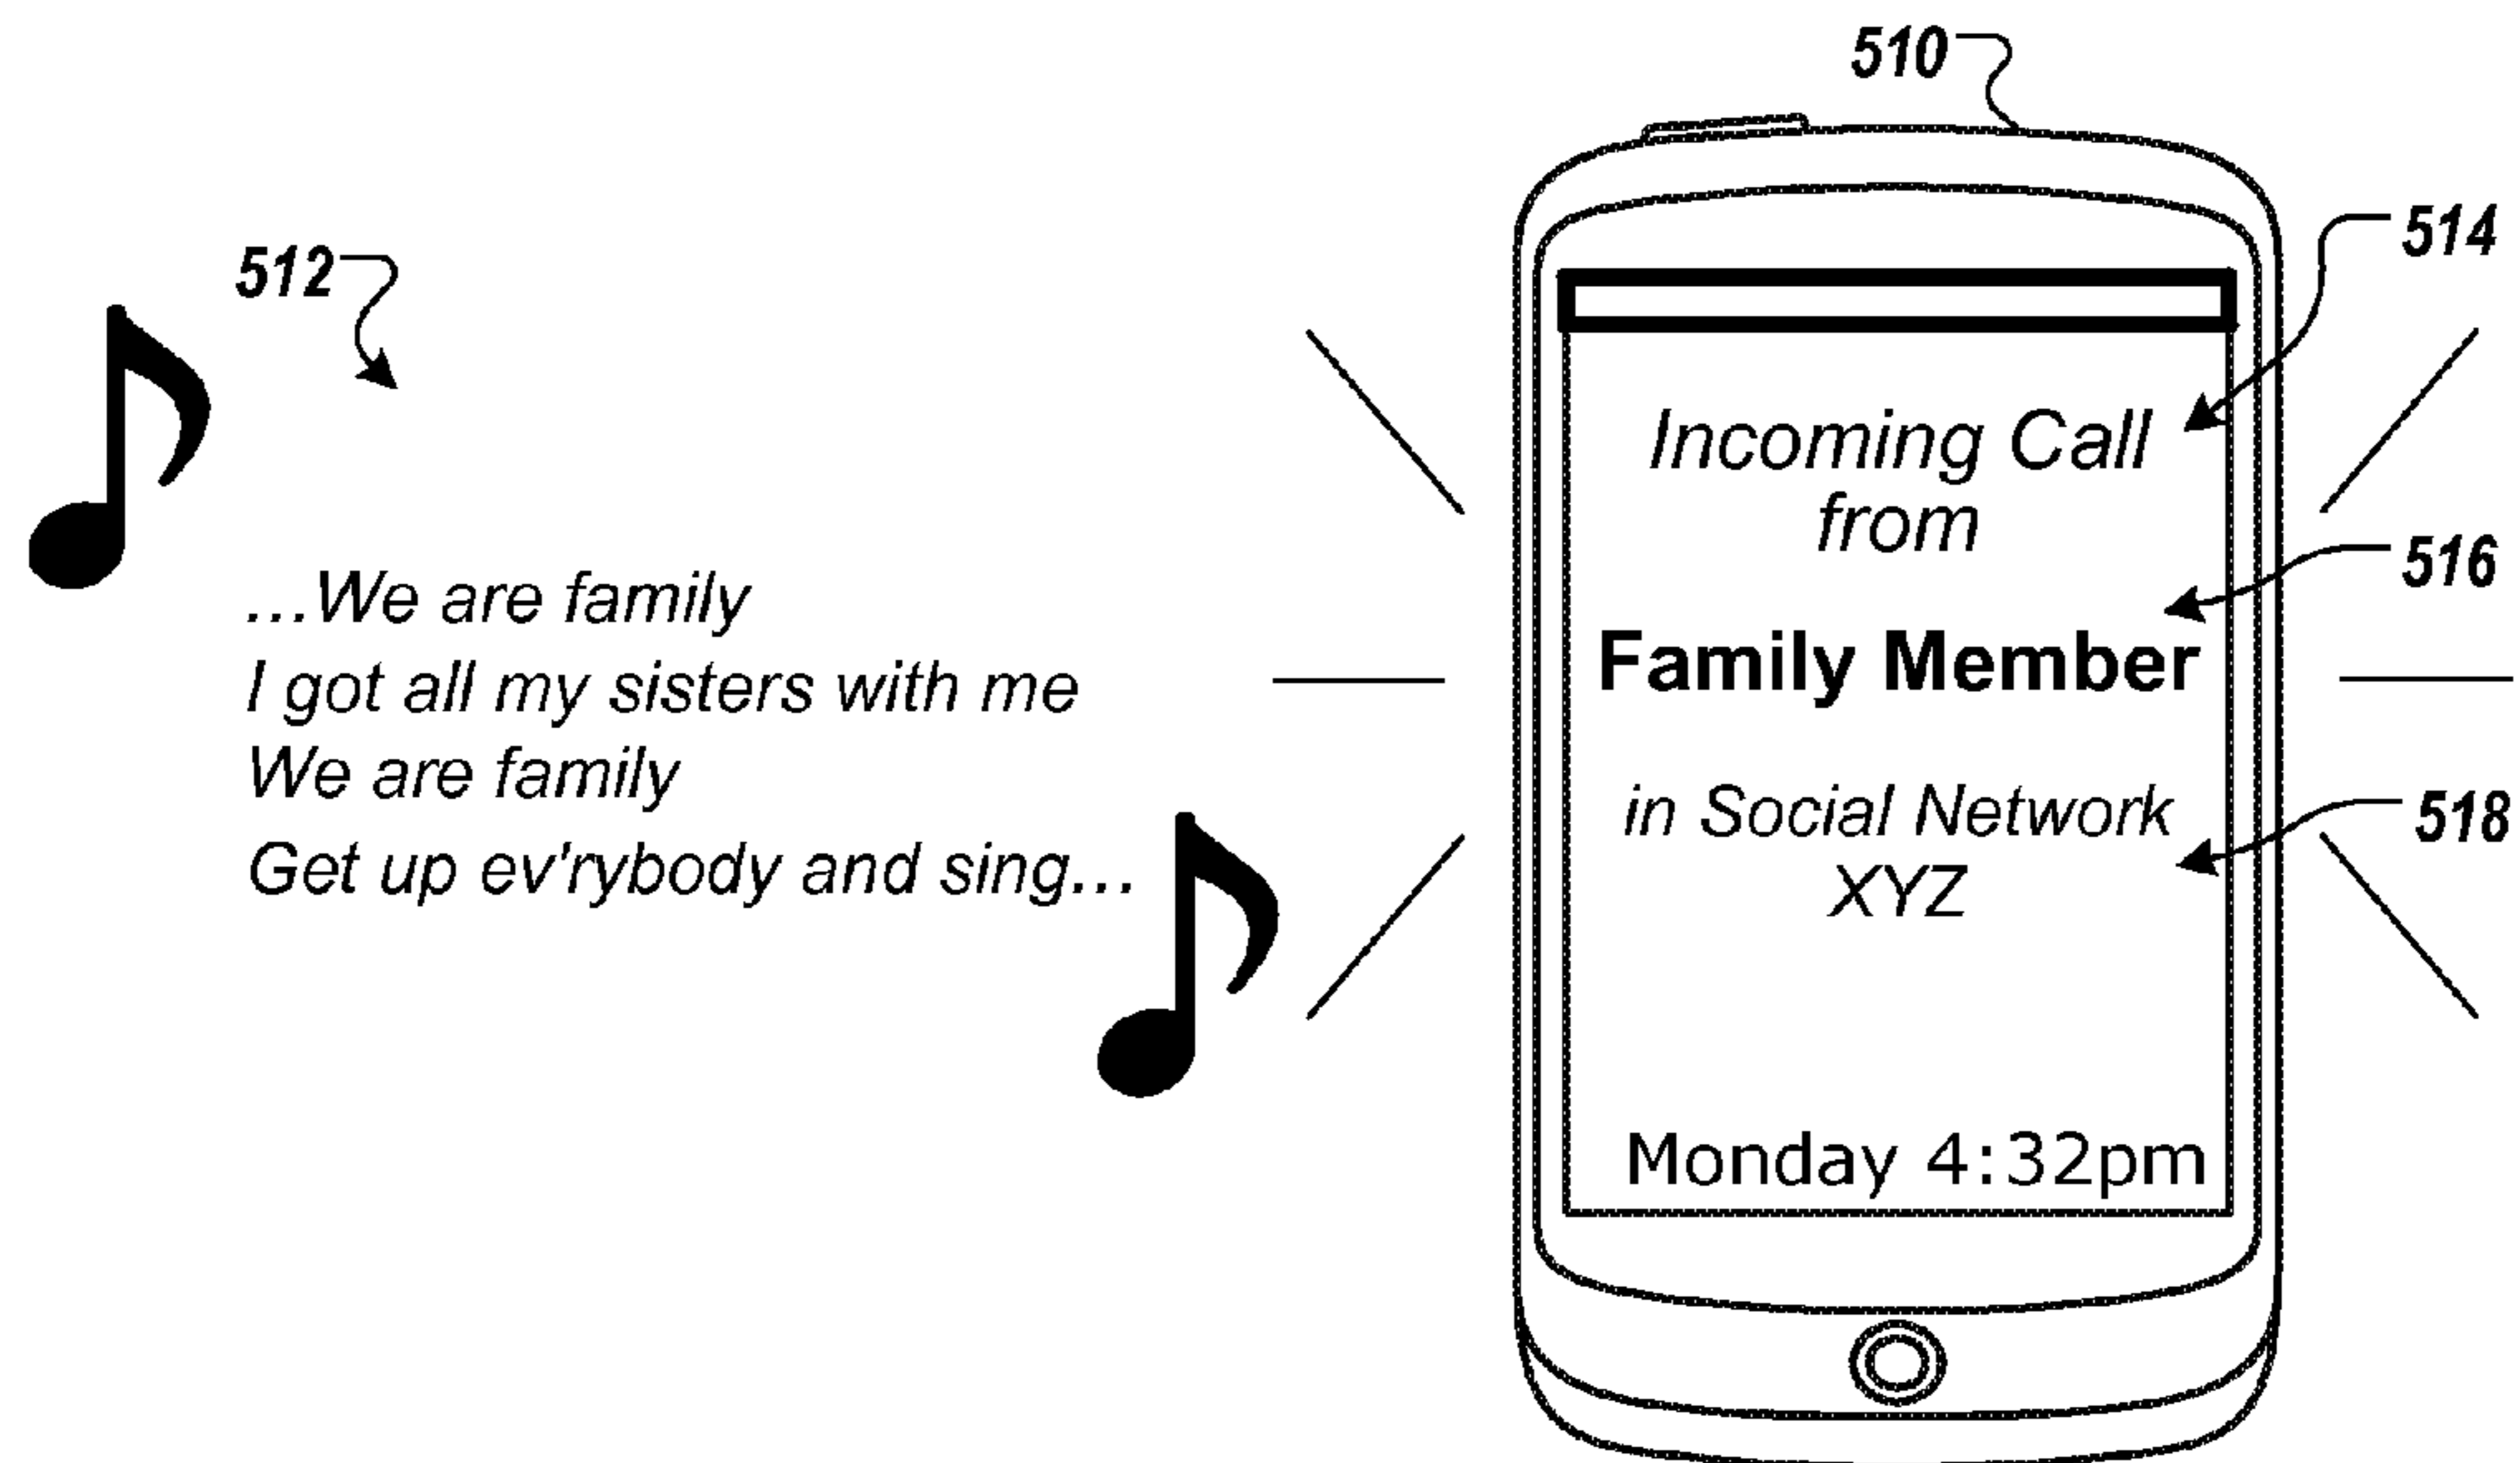 510
512
514
Incoming Call
from
516
...We are family
Family Member
I got all my sisters with me
We are family
in Social Network
518
Get up ev'rybody and sing...
XYZ
Monday 4:32pm